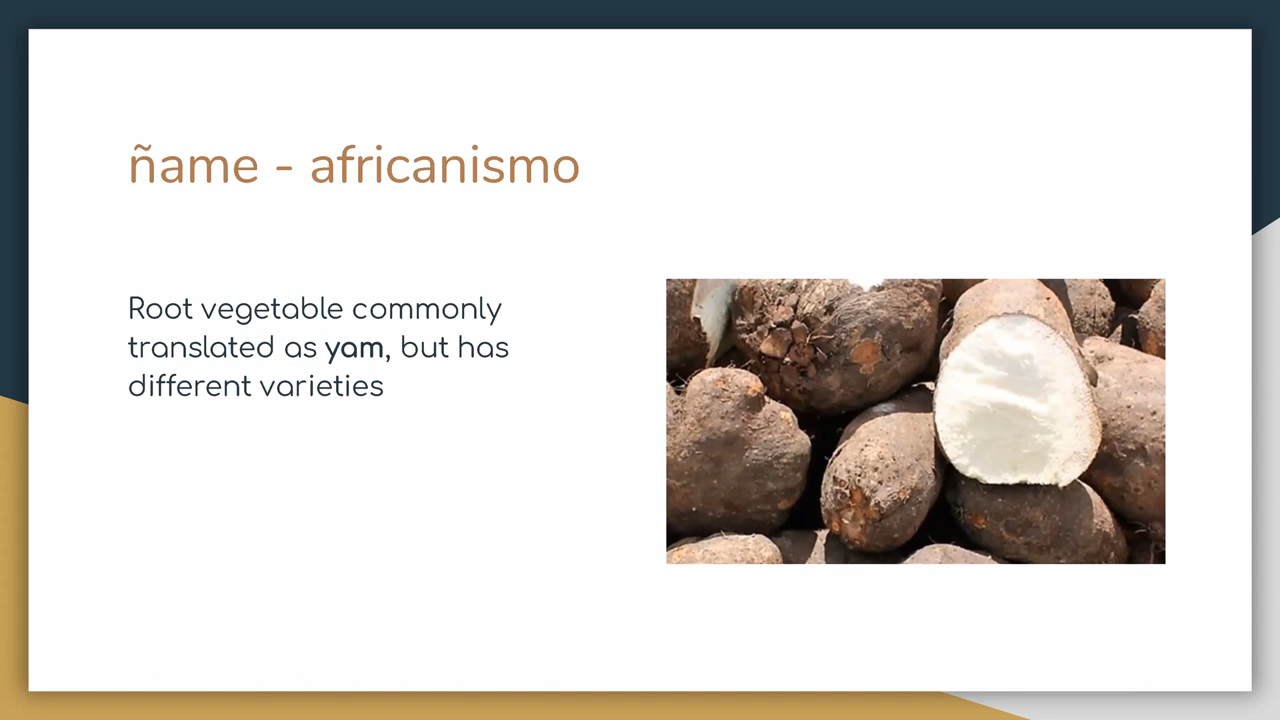 ñame - africanismo
Root vegetable commonly
translated as yam, but has
different varieties